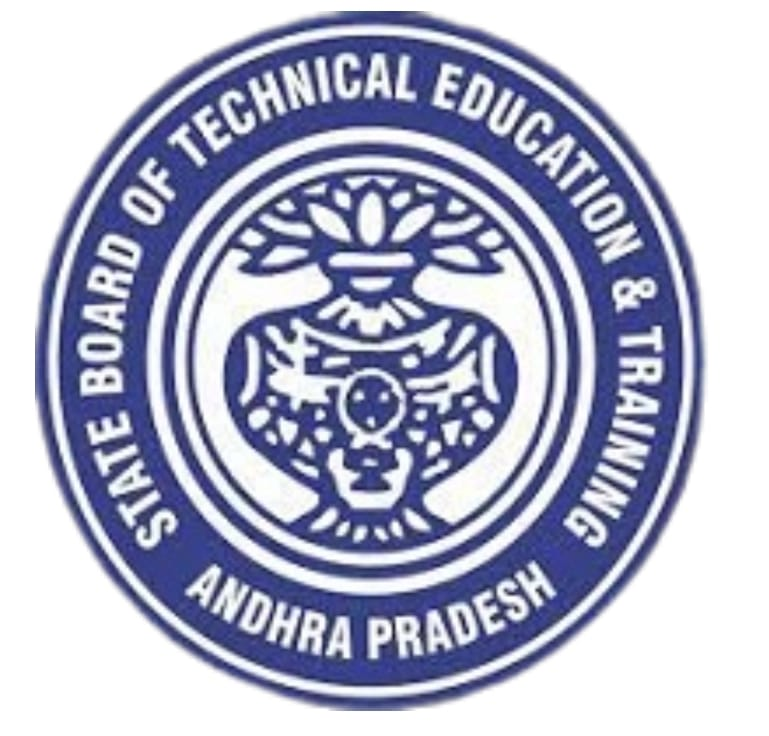 STATE BOARD OF TECHNICAL EDUCATION & TRAINING
ANDHRA PRADESH